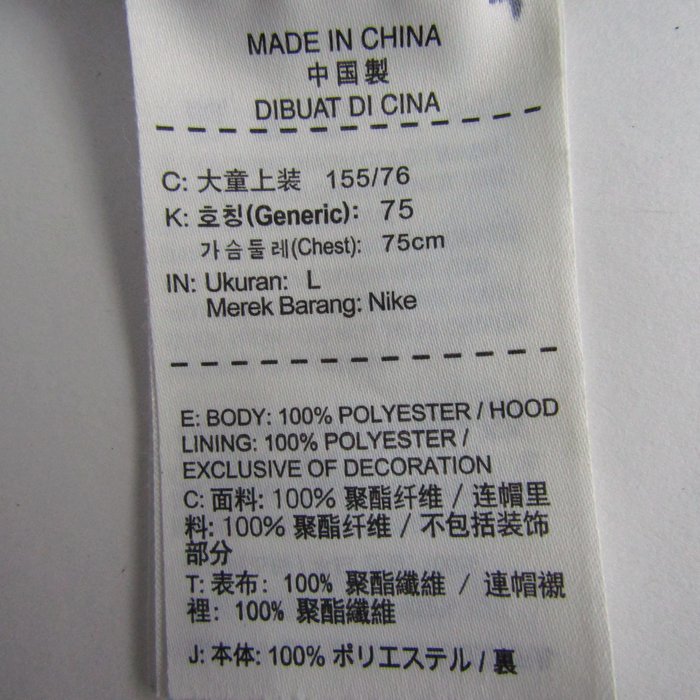 MADE IN CHINA
中国製
DIBUAT DI CINA
C: 大童上装 155/76
K: 호칭(Generic): 75
가슴둘레(Chest): 75cm
IN: Ukuran: L
Merek Barang: Nike
E: BODY: 100% POLYESTER / HOOD
LINING: 100% POLYESTER /
EXCLUSIVE OF DECORATION
C: 面料: 100% 聚酯纤维 / 连帽里
料: 100% 聚酯纤维 / 不包括装饰
部分
T: 表布: 100% 聚酯纖維 / 連帽襯
裡: 100% 聚酯纖維
J: 本体: 100% ポリエステル / 裏